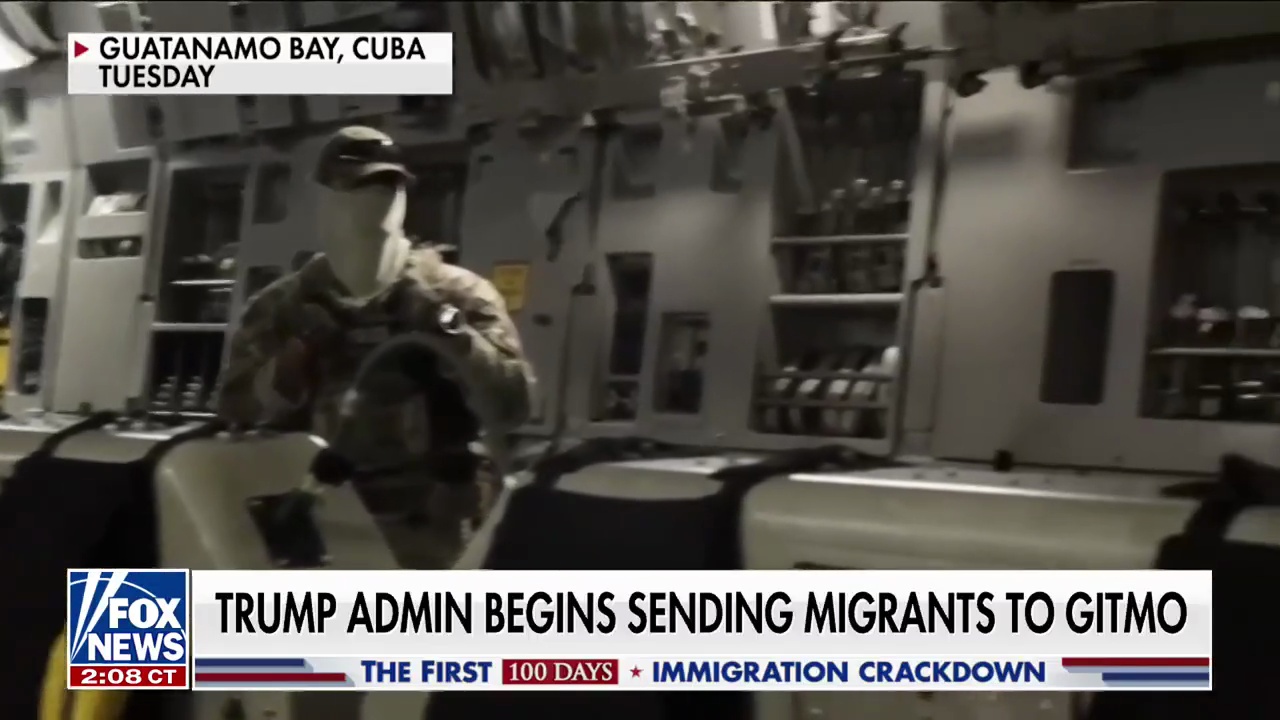 GUATANAMO BAY, CUBA
TUESDAY
FOX
NEWS
2:08 CT
TRUMP ADMIN BEGINS SENDING MIGRANTS TO GITMO
THE FIRST 100 DAYS ★ IMMIGRATION CRACKDOWN